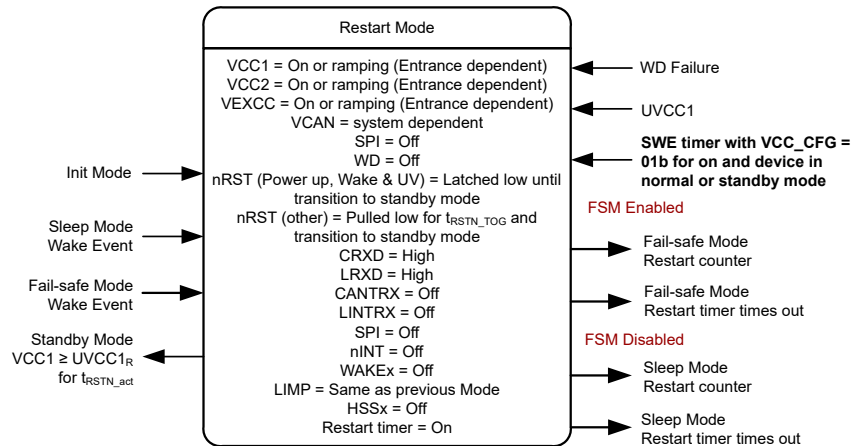 Restart Mode
VCC1 = On or ramping (Entrance dependent)
VCC2 = On or ramping (Entrance dependent)
VEXCC = On or ramping (Entrance dependent)
VCAN = system dependent
SPI = Off
WD = Off
nRST (Power up, Wake & UV) = Latched low until
transition to standby mode
nRST (other) = Pulled low for tRSTN_TOG and
transition to standby mode
CRXD = High
LRXD = High
CANTRX = Off
LINTRX = Off
SPI = Off
nINT = Off
WAKEx = Off
LIMP = Same as previous Mode
HSSx = Off
Restart timer = On
Init Mode
Sleep Mode
Wake Event
Fail-safe Mode
Wake Event
Standby Mode
VCC1 ≥ UVCC1R
for tRSTN_act
WD Failure
UVCC1
SWE timer with VCC_CFG =
01b for on and device in
normal or standby mode
FSM Enabled
Fail-safe Mode
Restart counter
Fail-safe Mode
Restart timer times out
FSM Disabled
Sleep Mode
Restart counter
Sleep Mode
Restart timer times out